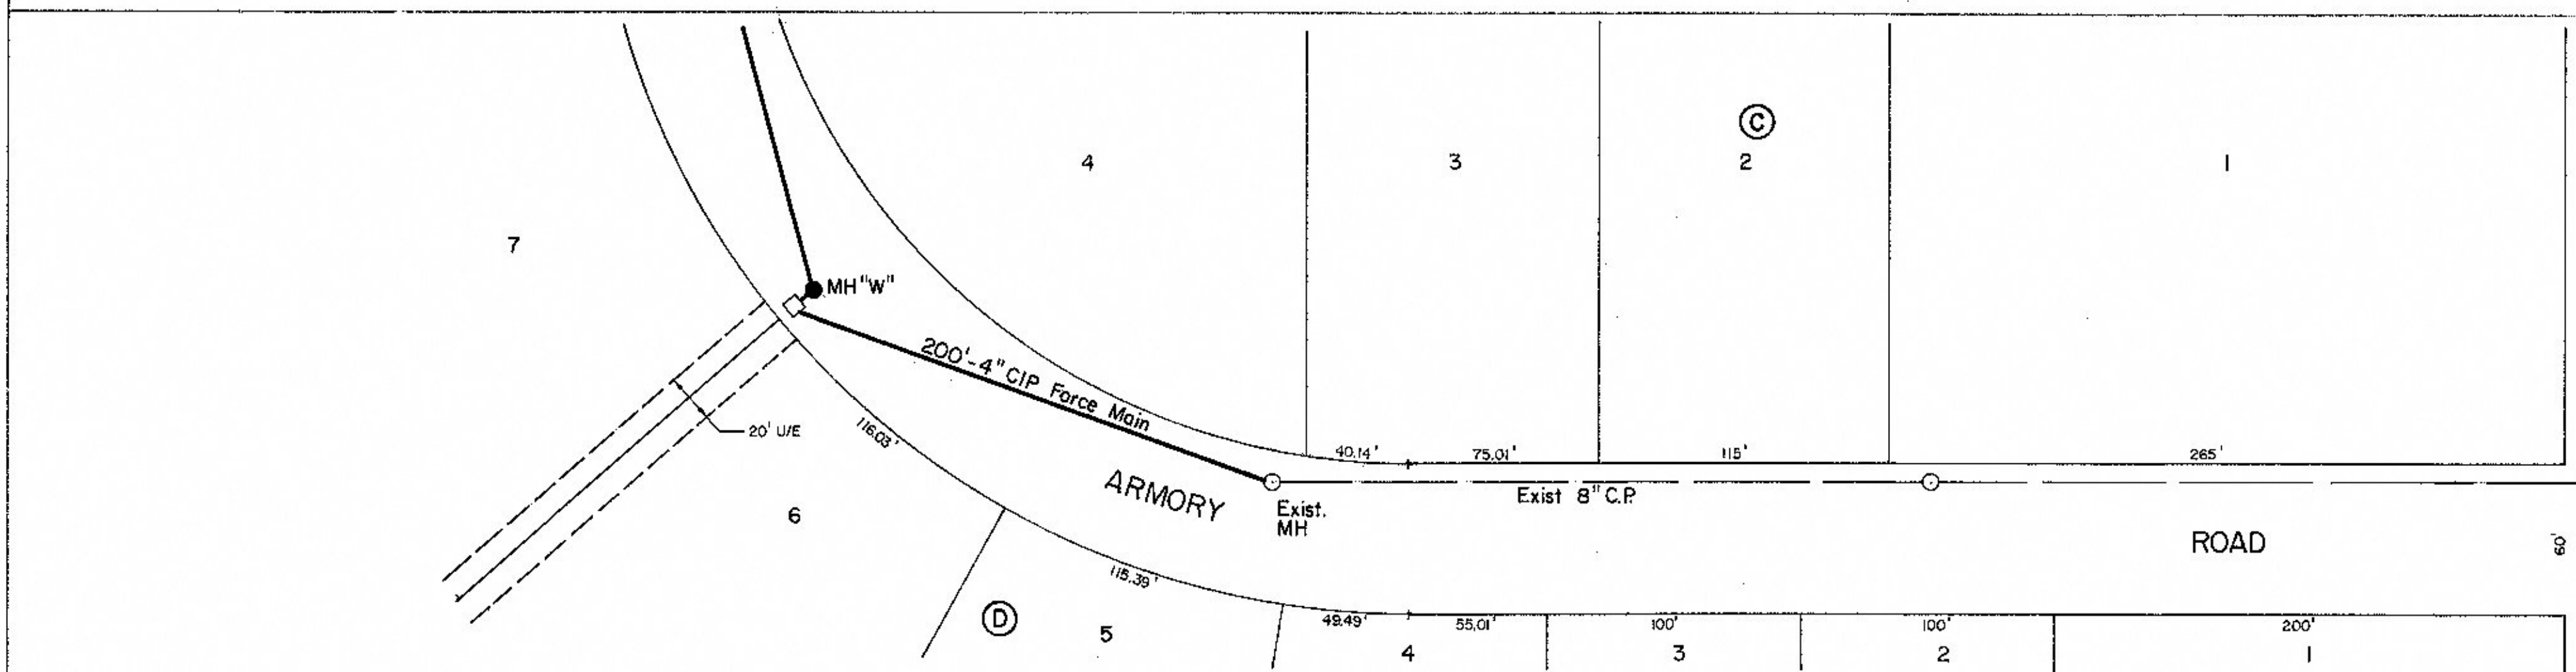 C
4
3
2
1
7
MH "W"
200'-4" CIP Force Main
20' U/E
116.03'
40.14'
75.01'
115'
265'
ARMORY
Exist.
MH
Exist 8" C.P.
6
ROAD
60'
115.39'
D
5
49.49'
55.01'
100'
100'
200'
4
3
2
1